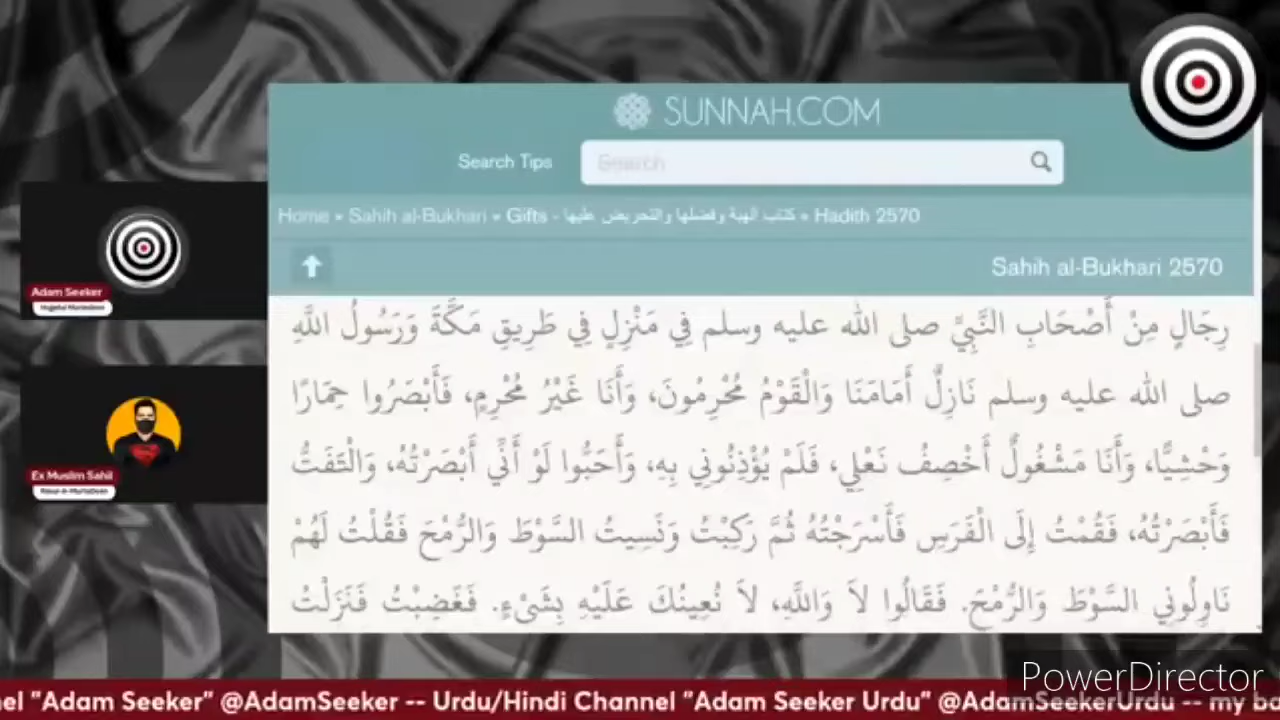 SUNNAH.COM
Search Tips
Search
Home » Sahih al-Bukhari » Gifts - كتاب الهبة وفضلها والتحريض عليها » Hadith 2570
Sahih al-Bukhari 2570
رِجَالٍ مِنْ أَصْحَابِ النَّبِيِّ صلى الله عليه وسلم فِي مَنْزِلٍ فِي طَرِيقِ مَكَّةَ وَرَسُولُ اللَّهِ
صلى الله عليه وسلم نَازِلٌ أَمَامَنَا وَالْقَوْمُ مُحْرِمُونَ، وَأَنَا غَيْرُ مُحْرِمٍ، فَأَبْصَرُوا حِمَارًا
وَحْشِيًّا، وَأَنَا مَشْغُولٌ أَخْصِفُ نَعْلِي، فَلَمْ يُؤْذِنُونِي بِهِ، وَأَحَبُّوا لَوْ أَنِّي أَبْصَرْتُهُ، وَالْتَفَتُّ
فَأَبْصَرْتُهُ، فَقُمْتُ إِلَى الْفَرَسِ فَأَسْرَجْتُهُ ثُمَّ رَكِبْتُ وَنَسِيتُ السَّوْطَ وَالرُّمْحَ فَقُلْتُ لَهُمْ
نَاوِلُونِي السَّوْطَ وَالرُّمْحَ. فَقَالُوا لاَ وَاللَّهِ، لاَ نُعِينُكَ عَلَيْهِ بِشَىْءٍ. فَغَضِبْتُ فَنَزَلْتُ
Adam Seeker
Ex Muslim Sahil
PowerDirector
nel "Adam Seeker" @AdamSeeker -- Urdu/Hindi Channel "Adam Seeker Urdu" @AdamSeekerUrdu -- my ba